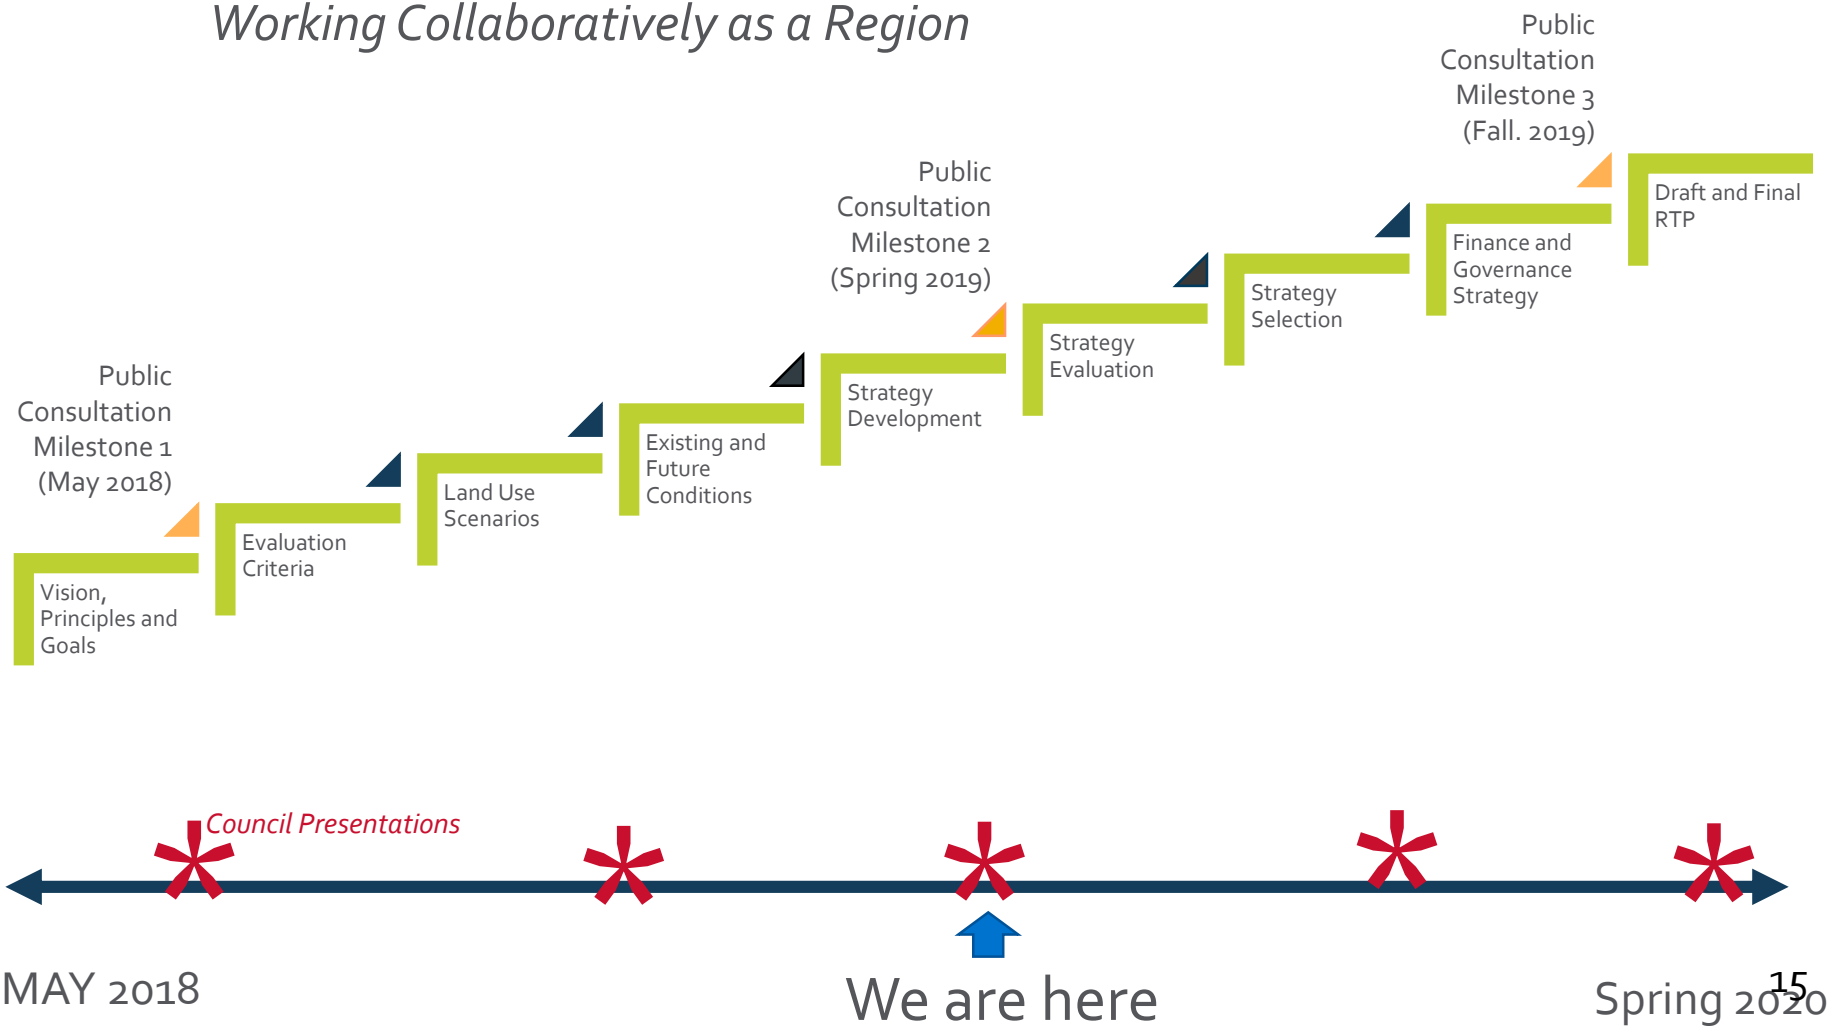 Working Collaboratively as a Region
Public
Consultation
Milestone 1
(May 2018)
Public
Consultation
Milestone 2
(Spring 2019)
Public
Consultation
Milestone 3
(Fall. 2019)
Vision,
Principles and
Goals
Evaluation
Criteria
Land Use
Scenarios
Existing and
Future
Conditions
Strategy
Development
Strategy
Evaluation
Strategy
Selection
Finance and
Governance
Strategy
Draft and Final
RTP
Council Presentations
MAY 2018
We are here
Spring 2020
15